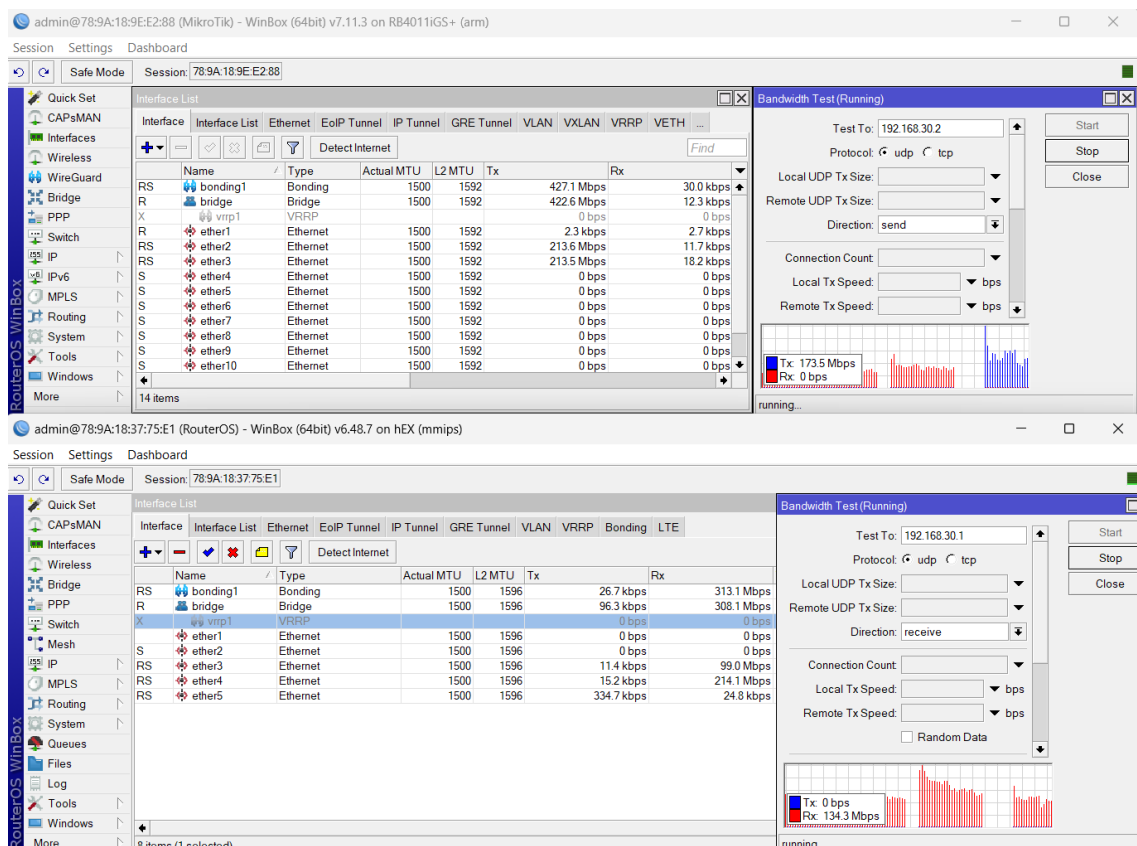 admin@78:9A:18:9E:E2:88 (MikroTik) - WinBox (64bit) v7.11.3 on RB4011iGS+ (arm)
Session Settings Dashboard
Safe Mode Session: 78:9A:18:9E:E2:88
Quick Set
CAPsMAN
Interfaces
Wireless
WireGuard
Bridge
PPP
Switch
IP
IPv6
MPLS
Routing
System
Tools
Windows
More
RouterOS WinBox
Interface List
Interface Interface List Ethernet EoIP Tunnel IP Tunnel GRE Tunnel VLAN VXLAN VRRP VETH ...
Detect Internet Find
Name Type Actual MTU L2 MTU Tx Rx
RS bonding1 Bonding 1500 1592 427.1 Mbps 30.0 kbps
R bridge Bridge 1500 1592 422.6 Mbps 12.3 kbps
X vrrp1 VRRP 0 bps 0 bps
R ether1 Ethernet 1500 1592 2.3 kbps 2.7 kbps
RS ether2 Ethernet 1500 1592 213.6 Mbps 11.7 kbps
RS ether3 Ethernet 1500 1592 213.5 Mbps 18.2 kbps
S ether4 Ethernet 1500 1592 0 bps 0 bps
S ether5 Ethernet 1500 1592 0 bps 0 bps
S ether6 Ethernet 1500 1592 0 bps 0 bps
S ether7 Ethernet 1500 1592 0 bps 0 bps
S ether8 Ethernet 1500 1592 0 bps 0 bps
S ether9 Ethernet 1500 1592 0 bps 0 bps
S ether10 Ethernet 1500 1592 0 bps 0 bps
14 items
Bandwidth Test (Running)
Test To: 192.168.30.2 Start
Protocol: udp tcp Stop
Local UDP Tx Size: Close
Remote UDP Tx Size:
Direction: send
Connection Count:
Local Tx Speed: bps
Remote Tx Speed: bps
Tx: 173.5 Mbps
Rx: 0 bps
running...
admin@78:9A:18:37:75:E1 (RouterOS) - WinBox (64bit) v6.48.7 on hEX (mmips)
Session Settings Dashboard
Safe Mode Session: 78:9A:18:37:75:E1
Quick Set
CAPsMAN
Interfaces
Wireless
Bridge
PPP
Switch
Mesh
IP
MPLS
Routing
System
Queues
Files
Log
Tools
Windows
More
RouterOS WinBox
Interface List
Interface Interface List Ethernet EoIP Tunnel IP Tunnel GRE Tunnel VLAN VRRP Bonding LTE
Detect Internet
Name Type Actual MTU L2 MTU Tx Rx
RS bonding1 Bonding 1500 1596 26.7 kbps 313.1 Mbps
R bridge Bridge 1500 1596 96.3 kbps 308.1 Mbps
X vrrp1 VRRP 0 bps 0 bps
ether1 Ethernet 1500 1596 0 bps 0 bps
S ether2 Ethernet 1500 1596 0 bps 0 bps
RS ether3 Ethernet 1500 1596 11.4 kbps 99.0 Mbps
RS ether4 Ethernet 1500 1596 15.2 kbps 214.1 Mbps
RS ether5 Ethernet 1500 1596 334.7 kbps 24.8 kbps
8 items (1 selected)
Bandwidth Test (Running)
Test To: 192.168.30.1 Start
Protocol: udp tcp Stop
Local UDP Tx Size: Close
Remote UDP Tx Size:
Direction: receive
Connection Count:
Local Tx Speed: bps
Remote Tx Speed: bps
Random Data
Tx: 0 bps
Rx: 134.3 Mbps
running...